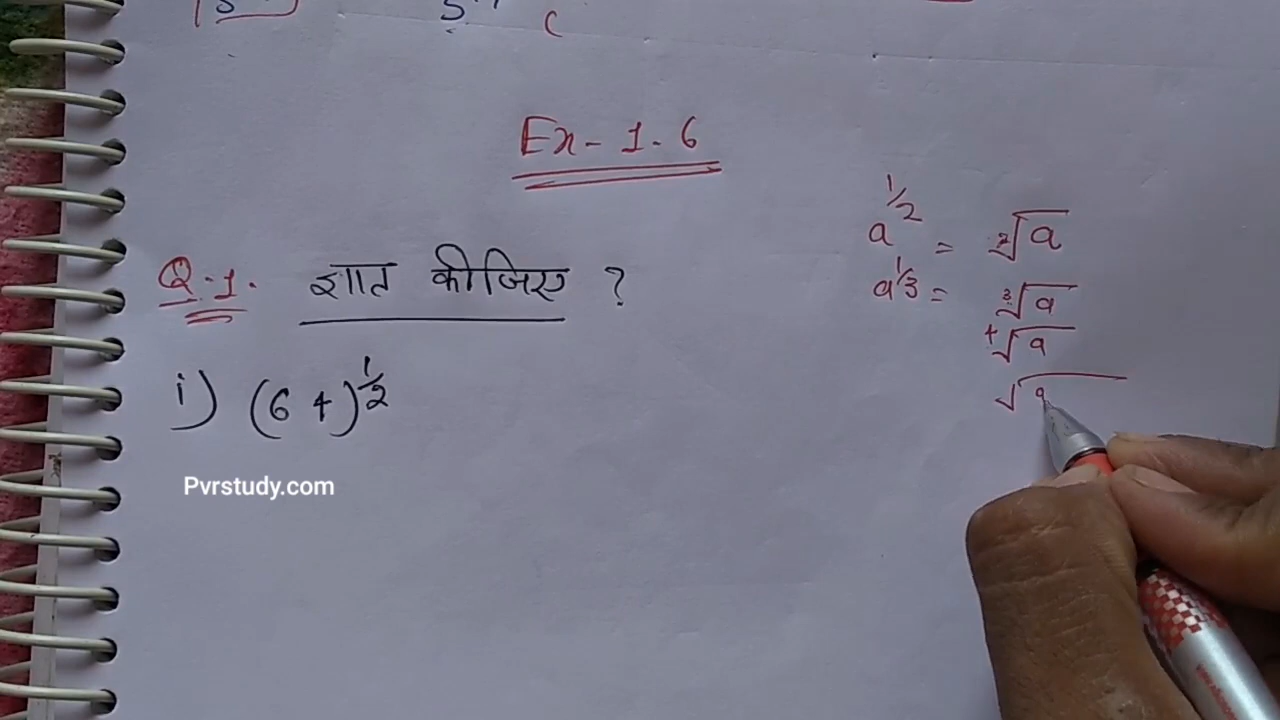 Ex-1.6
Q.1. ज्ञात कीजिए ?
i) (64)^1/2
Pvrstudy.com
a^1/2 = ²√a
a^1/3 = ³√a
⁴√a
√a